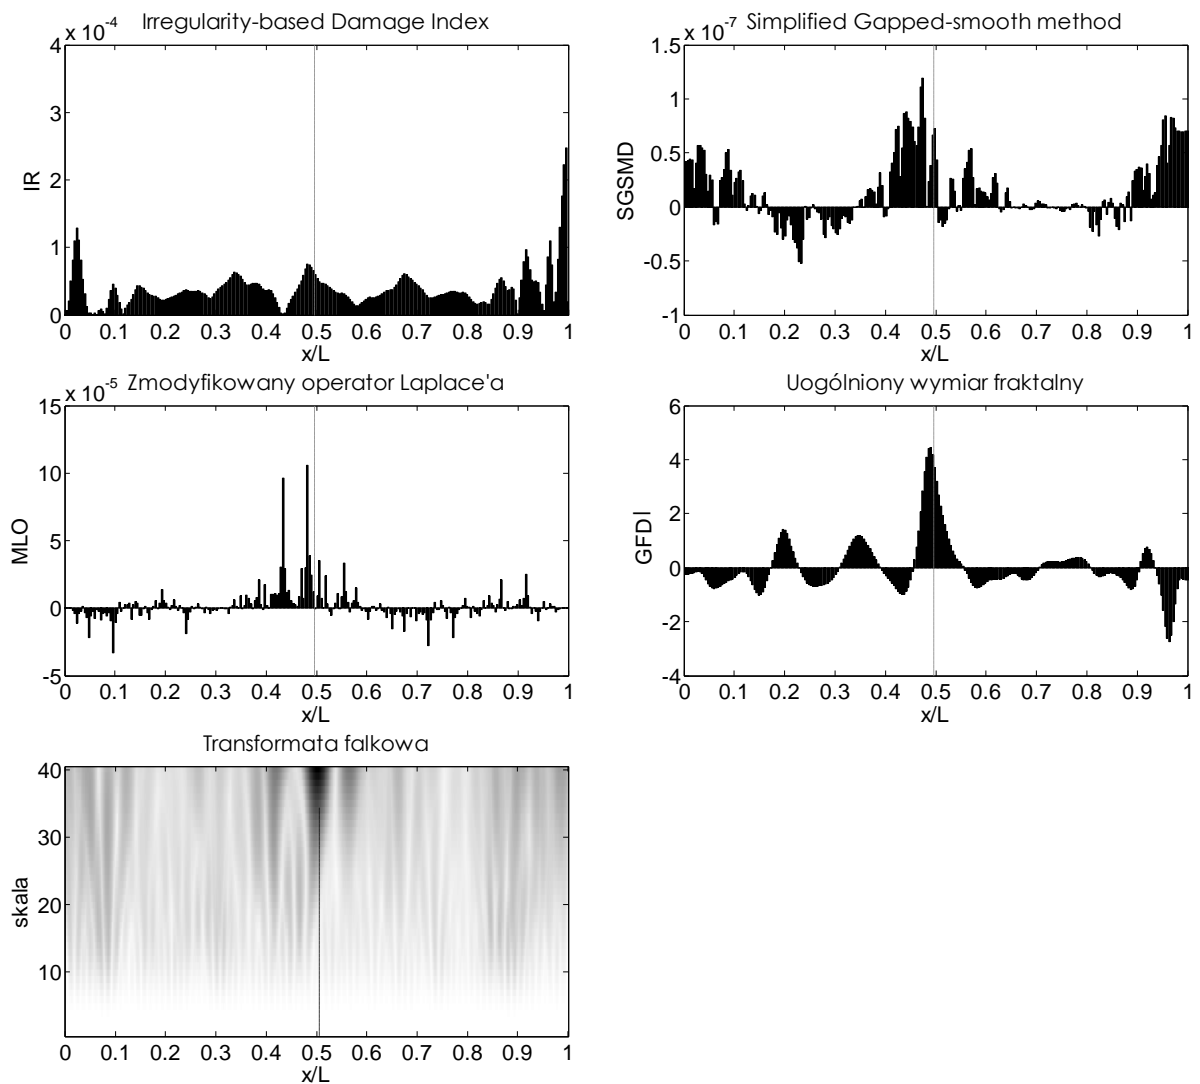 Irregularity-based Damage Index
x 10-4
4
3
2
1
0
IR
0 0.1 0.2 0.3 0.4 0.5 0.6 0.7 0.8 0.9 1
x/L
Simplified Gapped-smooth method
x 10-7
1.5
1
0.5
0
-0.5
-1
SGSMD
0 0.1 0.2 0.3 0.4 0.5 0.6 0.7 0.8 0.9 1
x/L
Zmodyfikowany operator Laplace'a
x 10-5
15
10
5
0
-5
MLO
0 0.1 0.2 0.3 0.4 0.5 0.6 0.7 0.8 0.9 1
x/L
Uogólniony wymiar fraktalny
6
4
2
0
-2
-4
GFDI
0 0.1 0.2 0.3 0.4 0.5 0.6 0.7 0.8 0.9 1
x/L
Transformata falkowa
40
30
20
10
skala
0 0.1 0.2 0.3 0.4 0.5 0.6 0.7 0.8 0.9 1
x/L